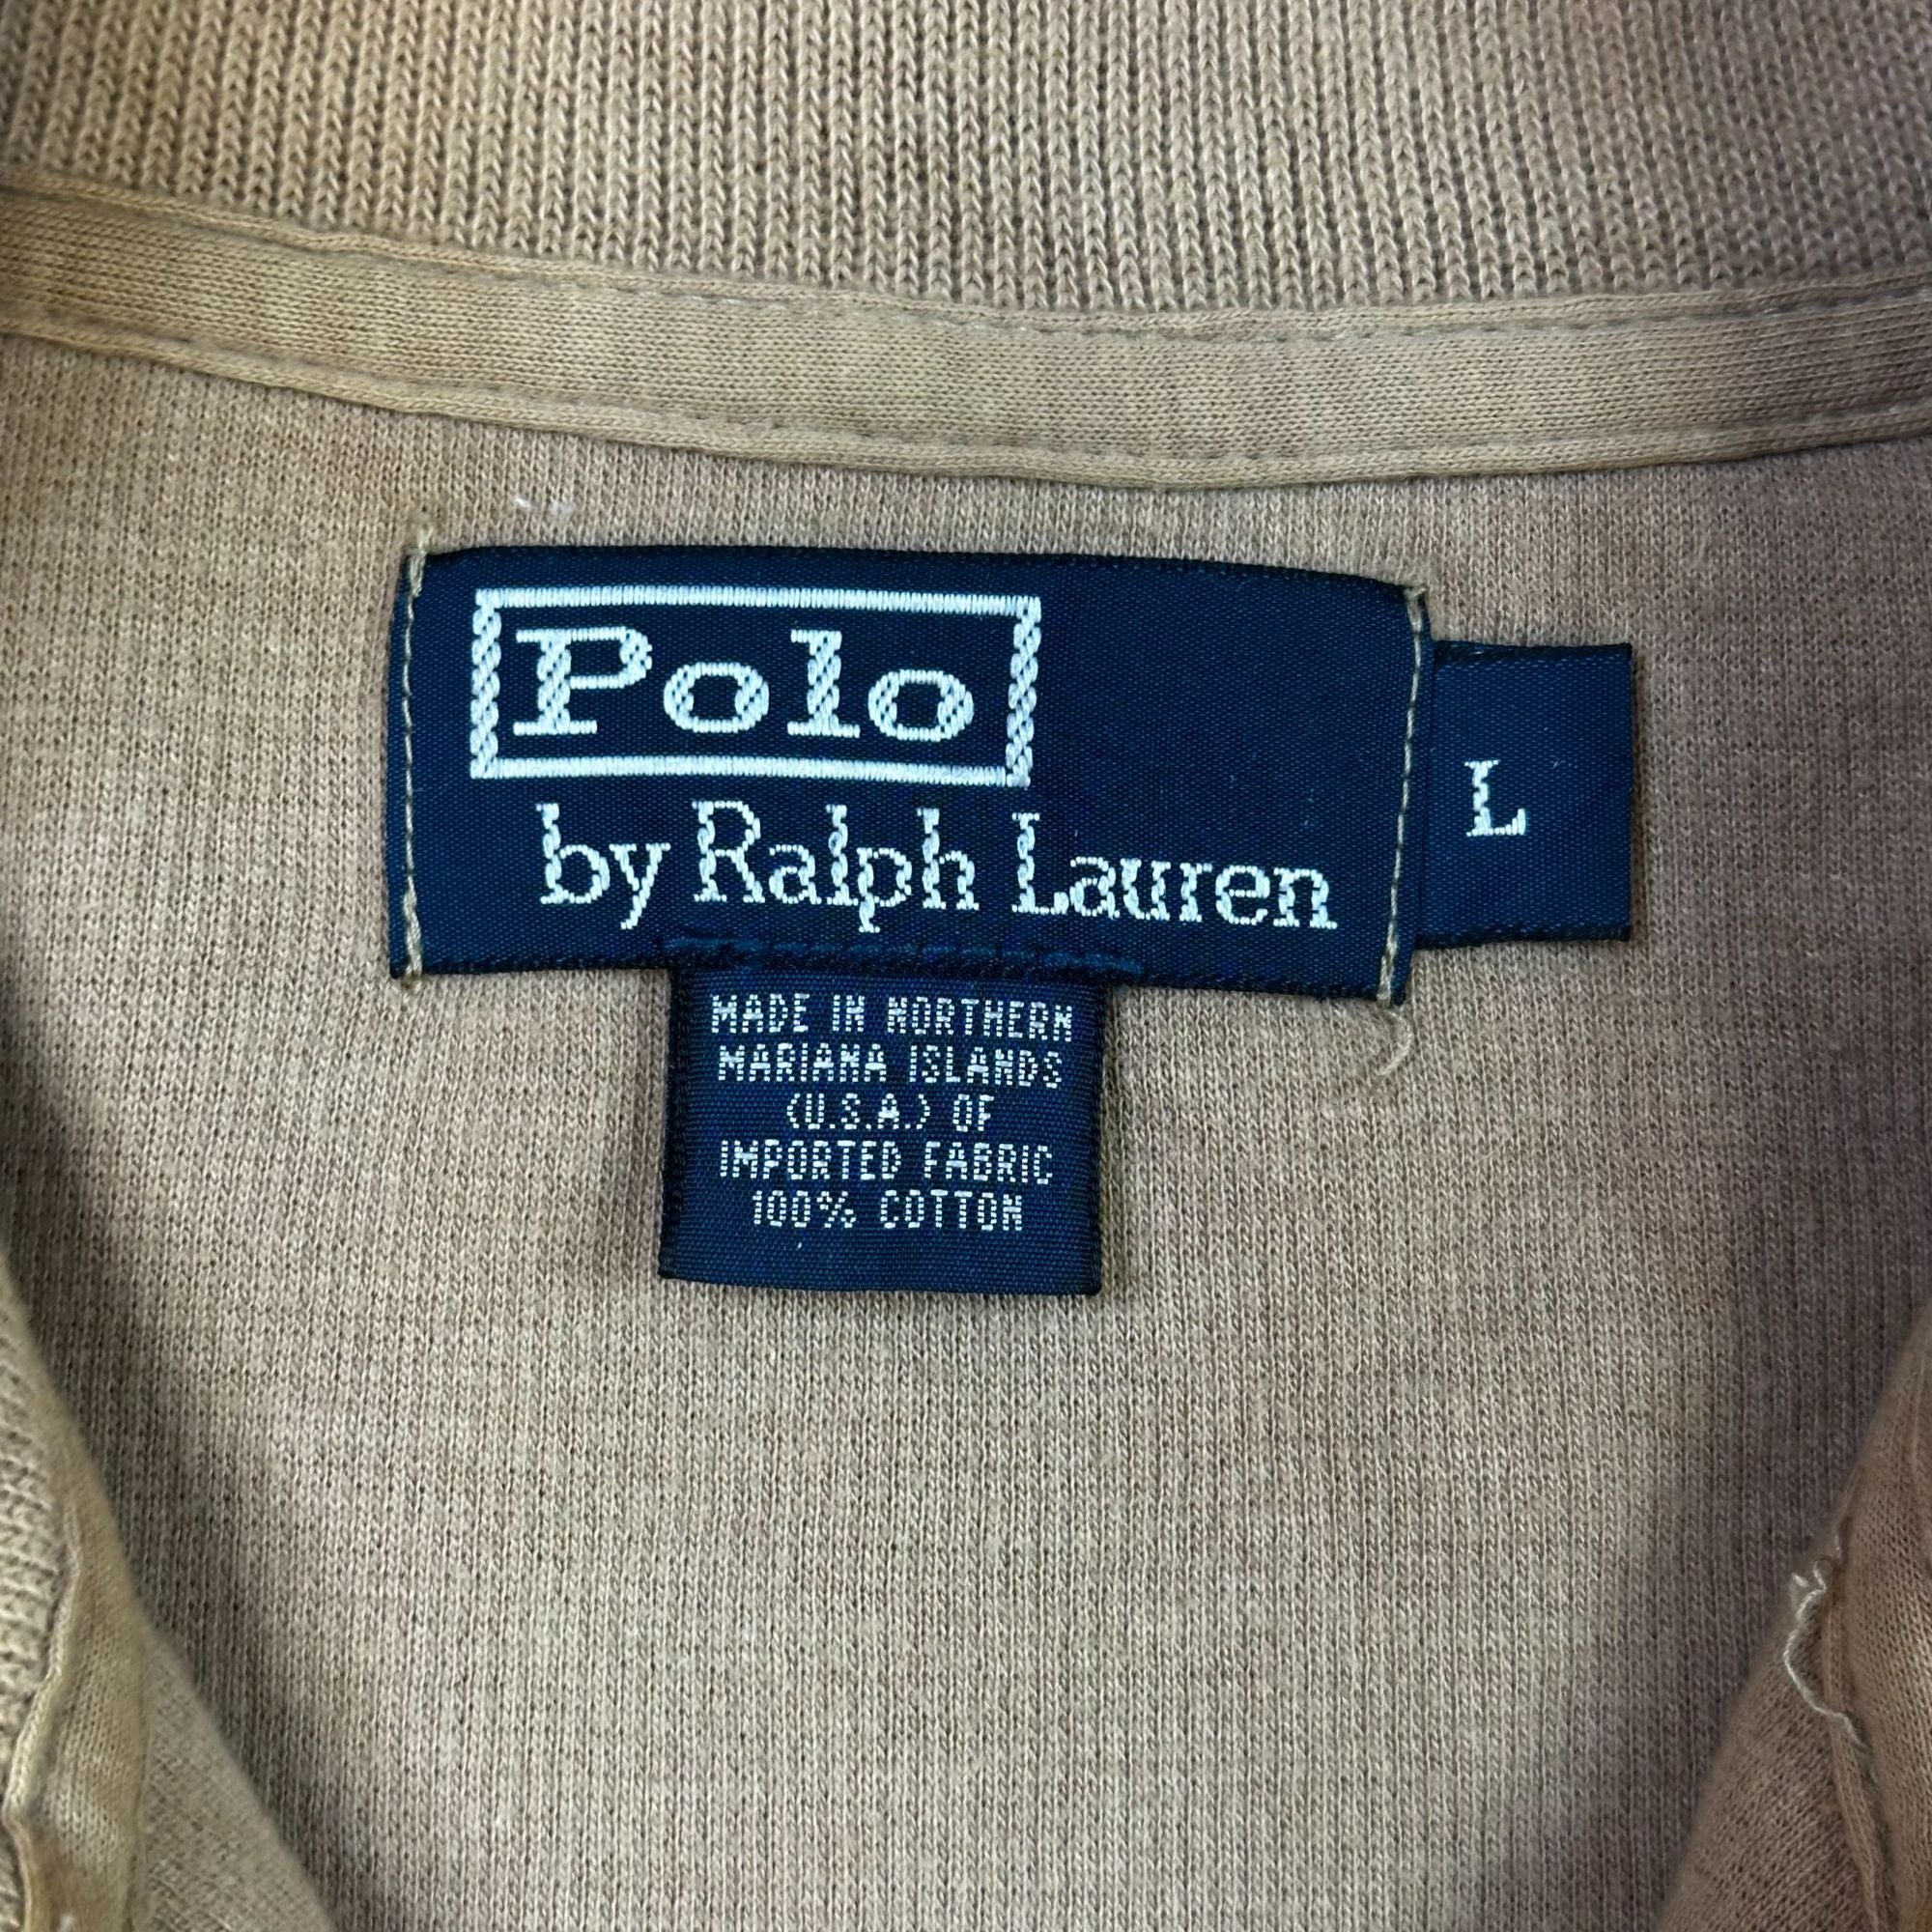 Polo
by Ralph Lauren
L
MADE IN NORTHERN
MARIANA ISLANDS
(U.S.A.) OF
IMPORTED FABRIC
100% COTTON